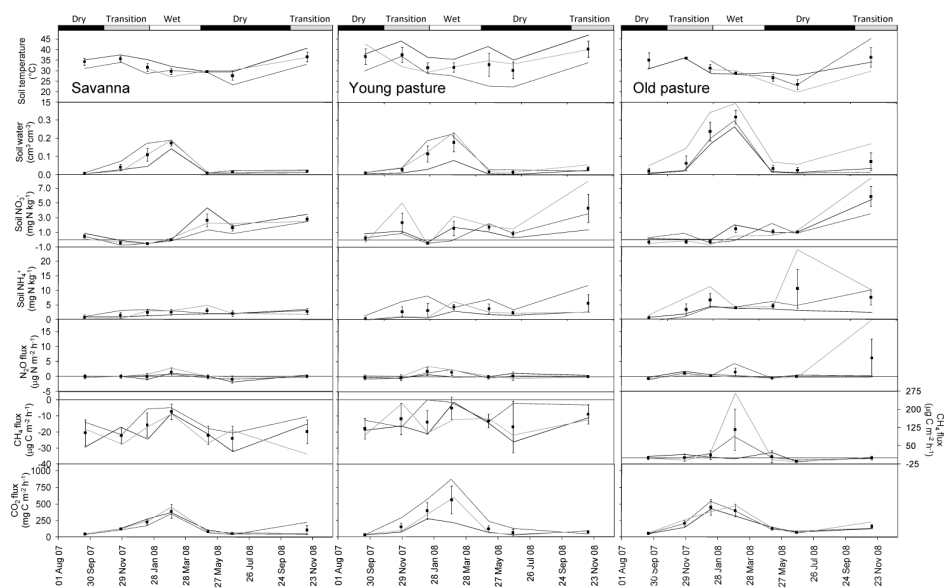 Dry Transition Wet Dry Transition Dry Transition Wet Dry Transition Dry Transition Wet Dry Transition
Soil temperature
(°C)
45
40
35
30
25
20
15
Savanna
Young pasture
Old pasture
Soil water
(cm³ cm⁻³)
0.3
0.2
0.1
0.0
Soil NO₃⁻
(mg N kg⁻¹)
7.0
5.0
3.0
1.0
-1.0
Soil NH₄⁺
(mg N kg⁻¹)
20
15
10
5
0
N₂O flux
(µg N m⁻² h⁻¹)
15
10
5
0
-5
CH₄ flux
(µg C m⁻² h⁻¹)
0
-10
-20
-30
-40
275
200
125
50
-25
CH₄ flux
(µg C m⁻² h⁻¹)
CO₂ flux
(mg C m⁻² h⁻¹)
1000
750
500
250
0
01 Aug 07
30 Sep 07
29 Nov 07
28 Jan 08
28 Mar 08
27 May 08
26 Jul 08
24 Sep 08
23 Nov 08
01 Aug 07
30 Sep 07
29 Nov 07
28 Jan 08
28 Mar 08
27 May 08
26 Jul 08
24 Sep 08
23 Nov 08
01 Aug 07
30 Sep 07
29 Nov 07
28 Jan 08
28 Mar 08
27 May 08
26 Jul 08
24 Sep 08
23 Nov 08